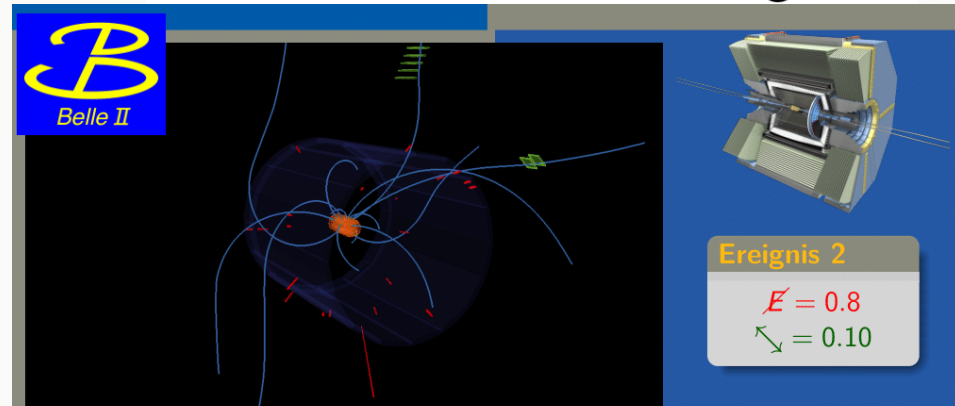 Belle II
Ereignis 2
E̸ = 0.8
⤡ = 0.10